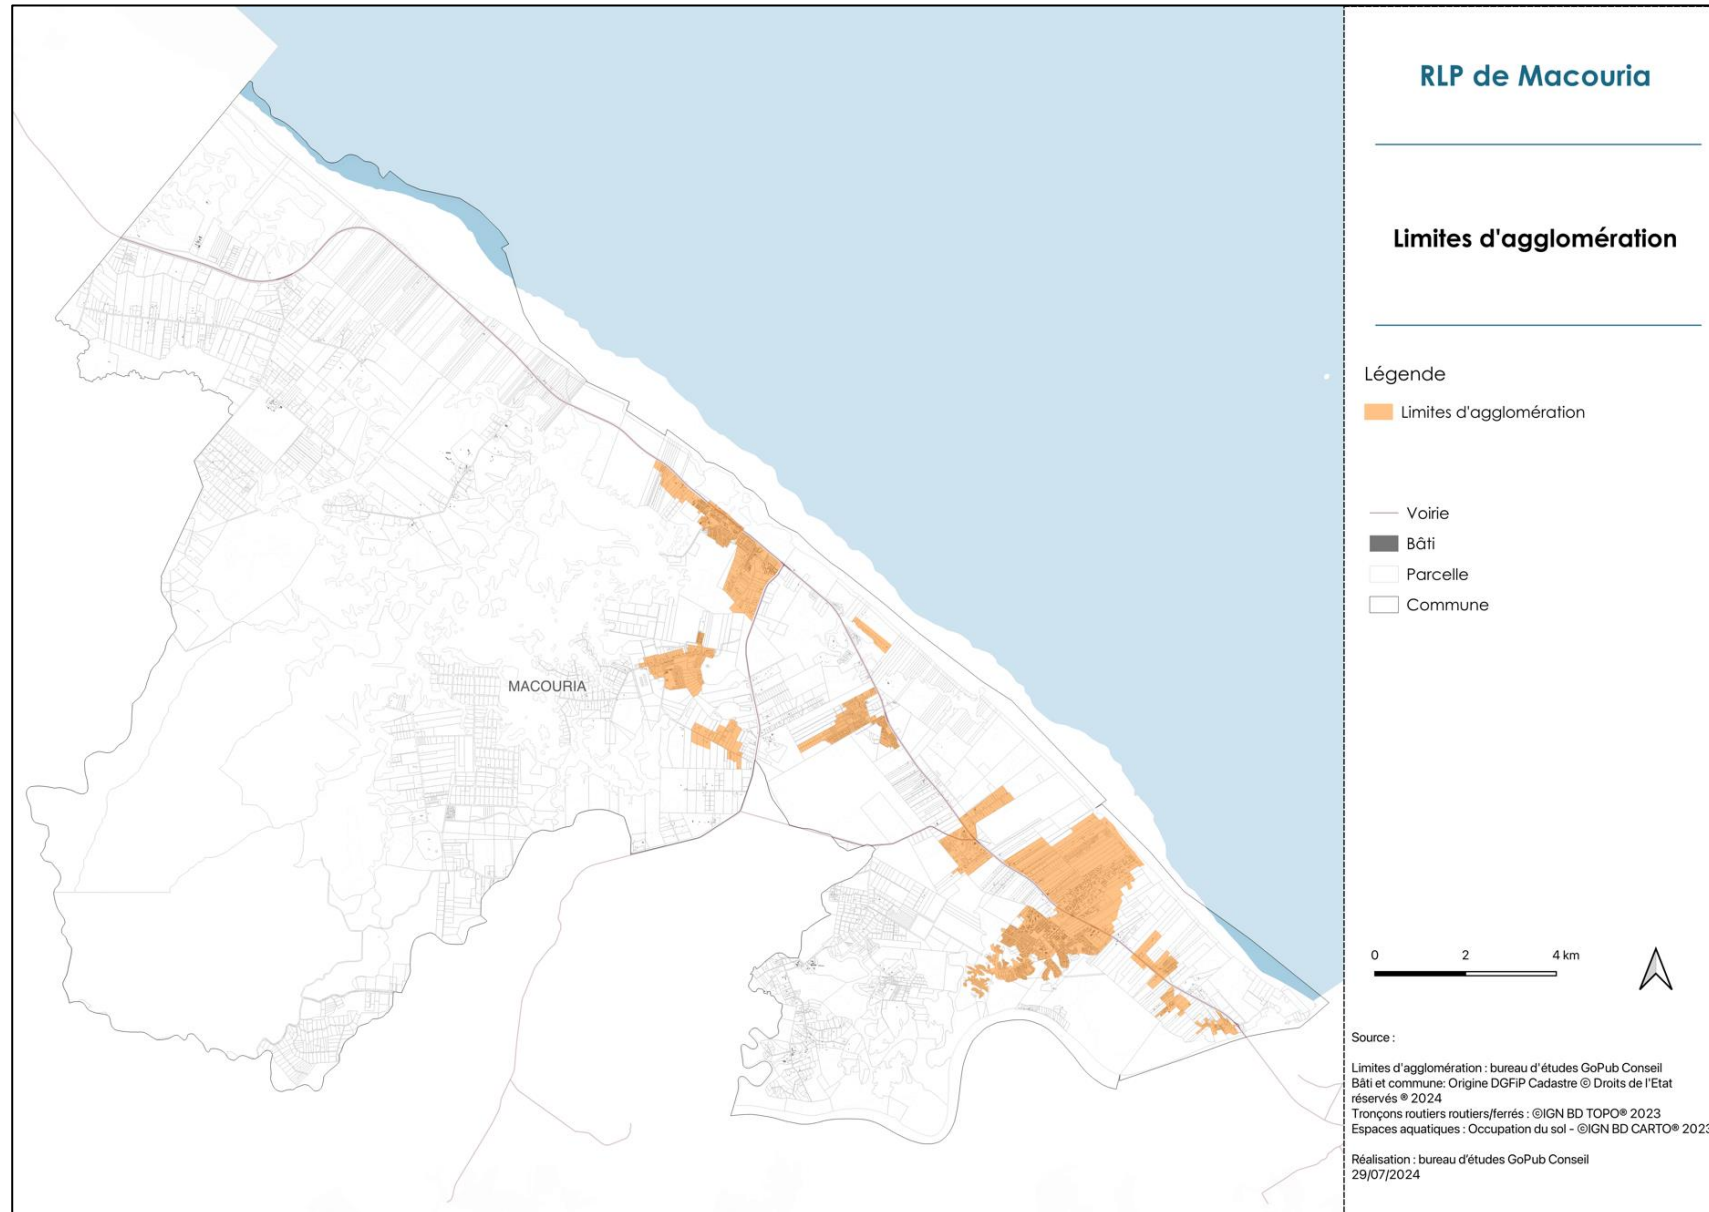 RLP de Macouria
Limites d'agglomération
Légende
Limites d'agglomération
Voirie
Bâti
Parcelle
Commune
MACOURIA
0 2 4 km
Source :
Limites d'agglomération : bureau d'études GoPub Conseil
Bâti et commune: Origine DGFiP Cadastre © Droits de l'Etat
réservés ® 2024
Tronçons routiers routiers/ferrés : ©IGN BD TOPO® 2023
Espaces aquatiques : Occupation du sol - ©IGN BD CARTO® 2023
Réalisation : bureau d'études GoPub Conseil
29/07/2024